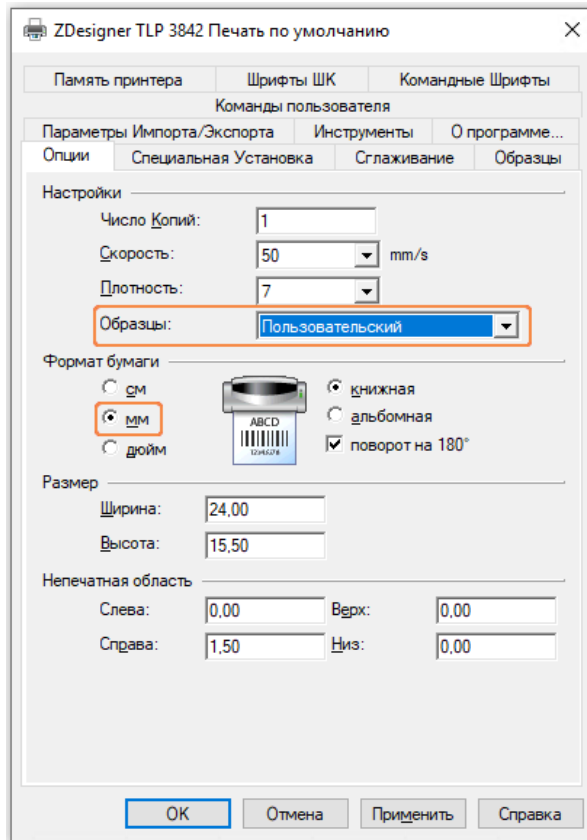 ZDesigner TLP 3842 Печать по умолчанию
Память принтера Шрифты ШК Командные Шрифты
Команды пользователя
Параметры Импорта/Экспорта Инструменты О программе...
Опции Специальная Установка Сглаживание Образцы
Настройки
Число Копий: 1
Скорость: 50 mm/s
Плотность: 7
Образцы: Пользовательский
Формат бумаги
см
мм
дюйм
ABCD
12345678
книжная
альбомная
поворот на 180°
Размер
Ширина: 24,00
Высота: 15,50
Непечатная область
Слева: 0,00 Верх: 0,00
Справа: 1,50 Низ: 0,00
OK Отмена Применить Справка